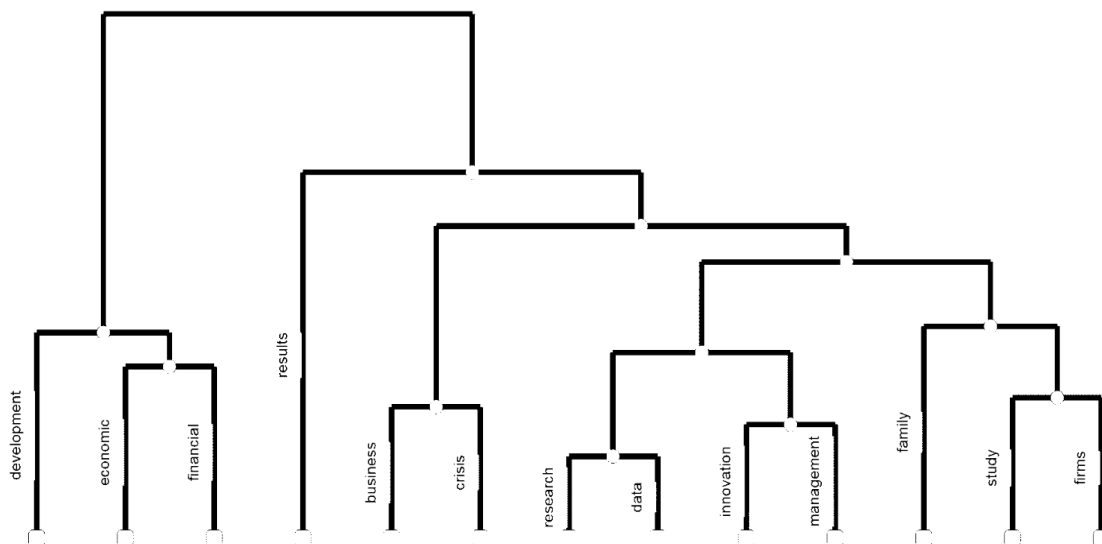 development
economic
financial
results
business
crisis
research
data
innovation
management
family
study
firms